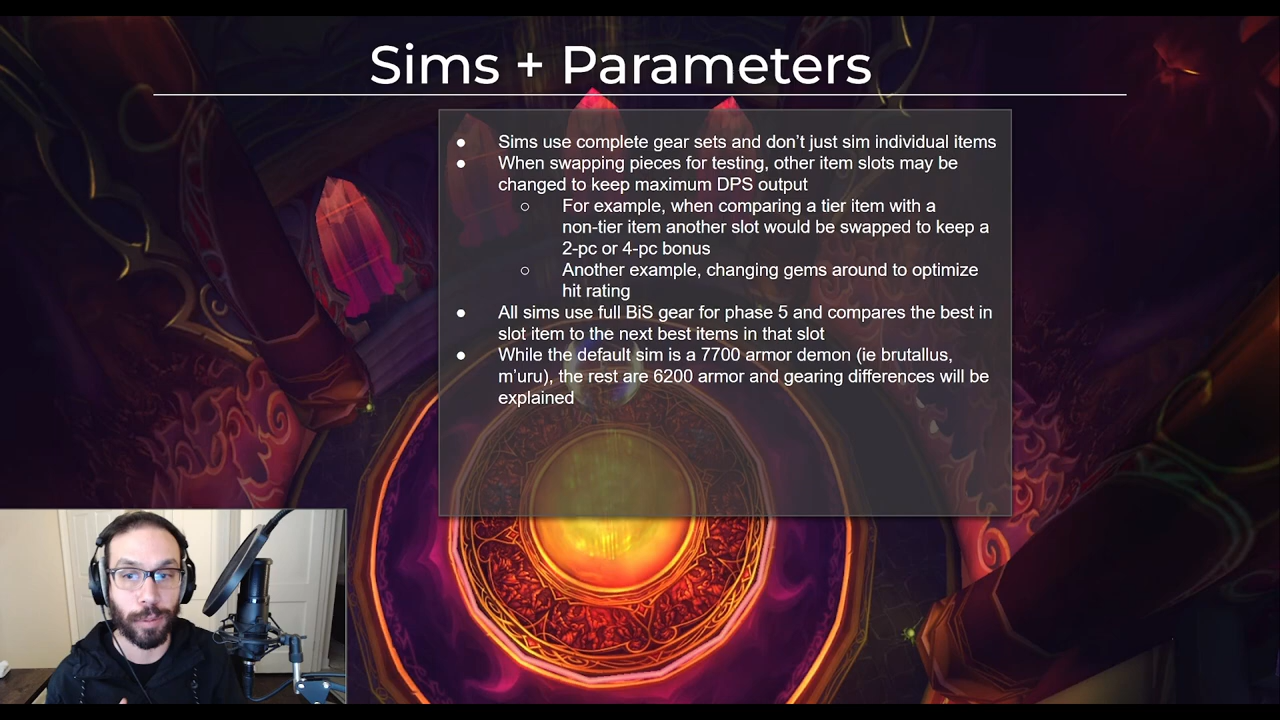 Sims + Parameters
● Sims use complete gear sets and don't just sim individual items
● When swapping pieces for testing, other item slots may be
changed to keep maximum DPS output
○ For example, when comparing a tier item with a
non-tier item another slot would be swapped to keep a
2-pc or 4-pc bonus
○ Another example, changing gems around to optimize
hit rating
● All sims use full BiS gear for phase 5 and compares the best in
slot item to the next best items in that slot
● While the default sim is a 7700 armor demon (ie brutallus,
m'uru), the rest are 6200 armor and gearing differences will be
explained